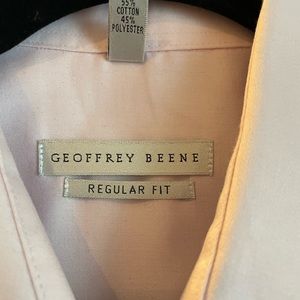 55%
COTTON
45%
POLYESTER
GEOFFREY BEENE
REGULAR FIT